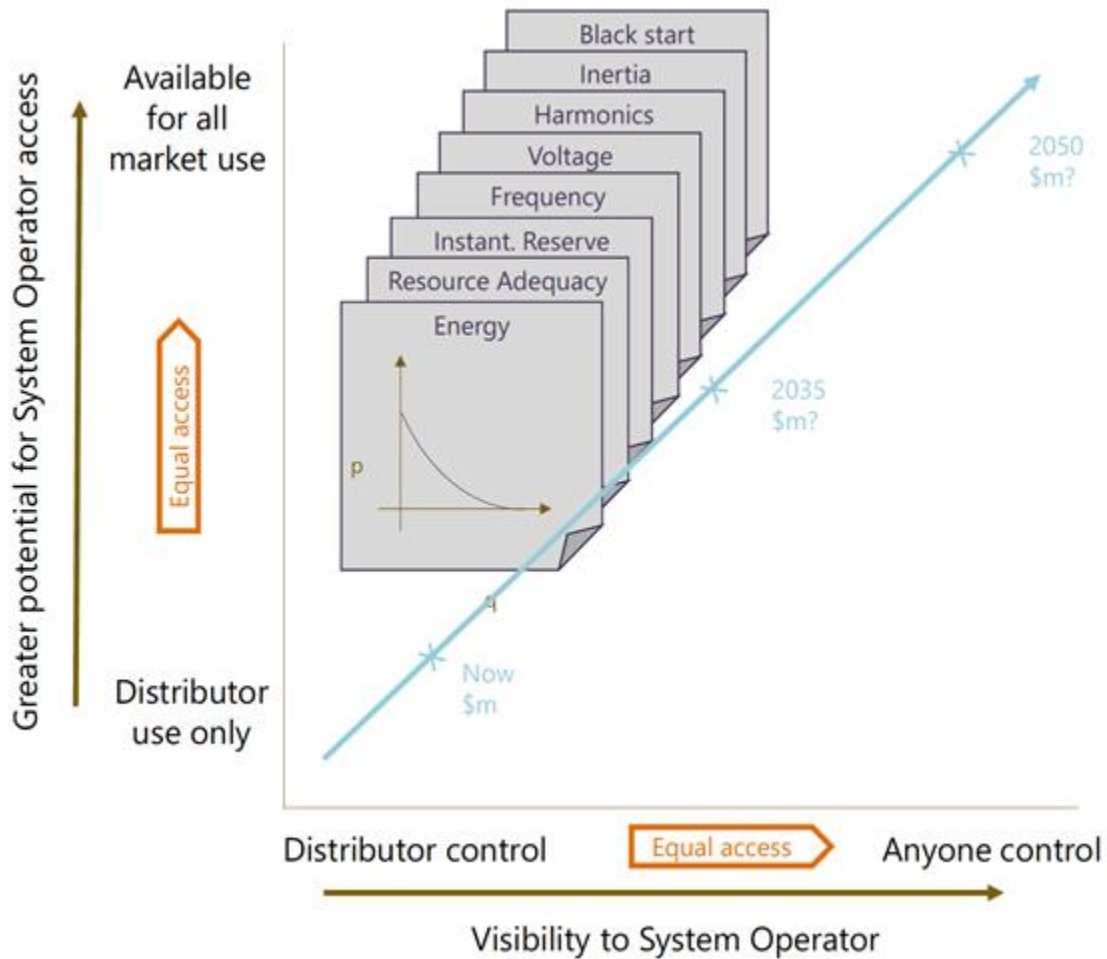 Greater potential for System Operator access
Available
for all
market use
Equal access
Distributor
use only
Black start
Inertia
Harmonics
Voltage
Frequency
Instant. Reserve
Resource Adequacy
Energy
p
q
2050
$m?
2035
$m?
Now
$m
Distributor control
Equal access
Anyone control
Visibility to System Operator